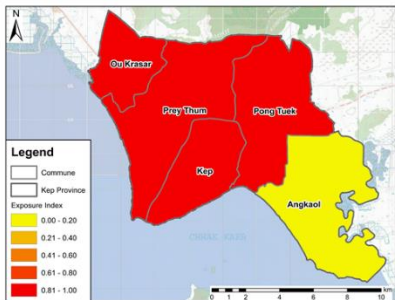 N
Ou Krasar
Prey Thum
Pong Tuek
Kep
Angkaol
Legend
Commune
Kep Province
Exposure Index
0.00 - 0.20
0.21 - 0.40
0.41 - 0.60
0.61 - 0.80
0.81 - 1.00
km
0 1 2 4 6 8 10